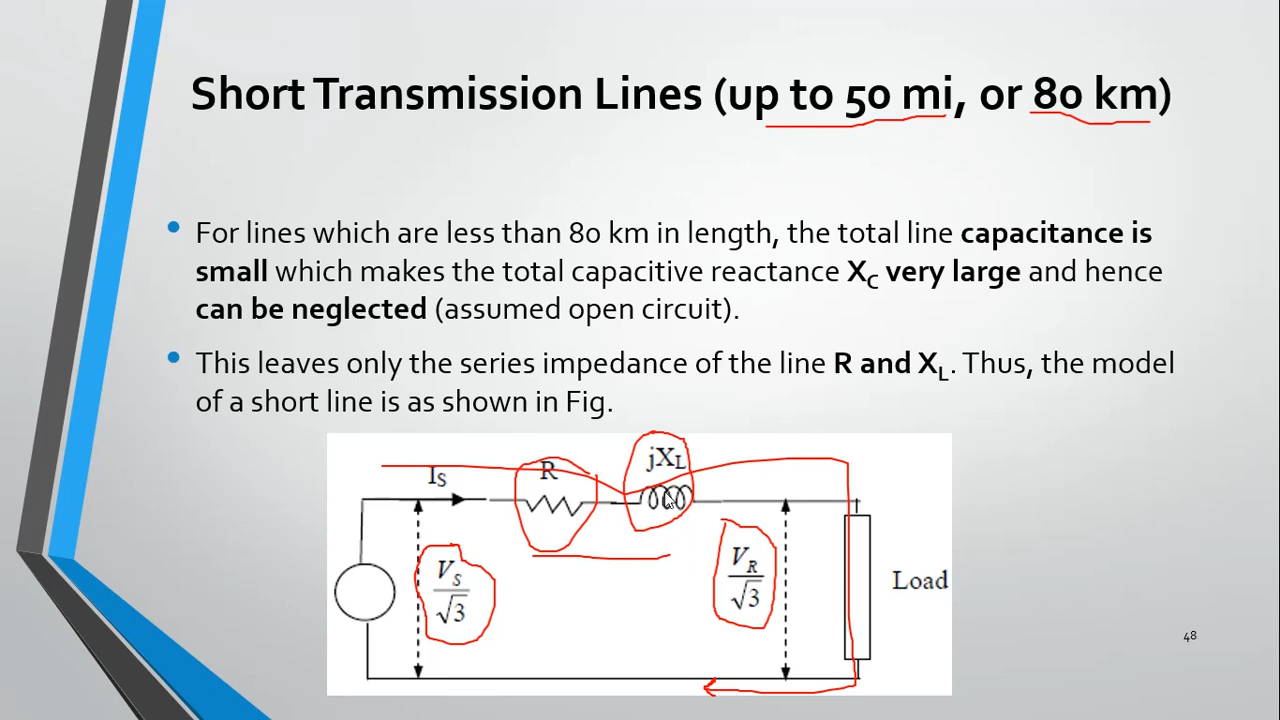 Short Transmission Lines (up to 50 mi, or 80 km)
• For lines which are less than 80 km in length, the total line capacitance is
small which makes the total capacitive reactance X_C very large and hence
can be neglected (assumed open circuit).
• This leaves only the series impedance of the line R and X_L. Thus, the model
of a short line is as shown in Fig.
I_S R jX_L
V_S/√3 V_R/√3 Load
48